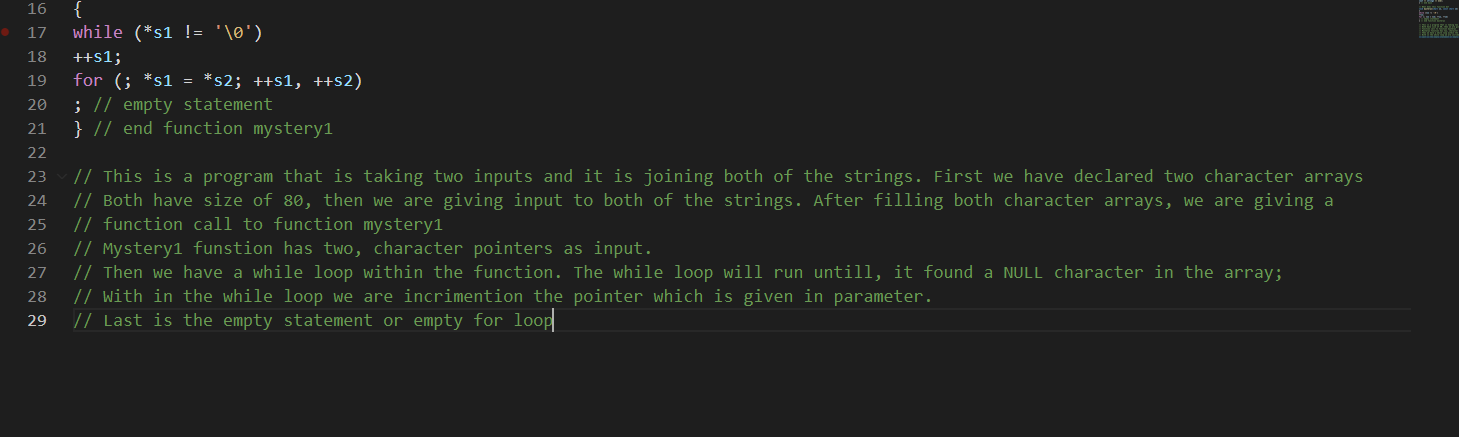 16 {
17 while (*s1 != '\0')
18 ++s1;
19 for (; *s1 = *s2; ++s1, ++s2)
20 ; // empty statement
21 } // end function mystery1
22
23 // This is a program that is taking two inputs and it is joining both of the strings. First we have declared two character arrays
24 // Both have size of 80, then we are giving input to both of the strings. After filling both character arrays, we are giving a
25 // function call to function mystery1
26 // Mystery1 funstion has two, character pointers as input.
27 // Then we have a while loop within the function. The while loop will run untill, it found a NULL character in the array;
28 // With in the while loop we are incrimention the pointer which is given in parameter.
29 // Last is the empty statement or empty for loop